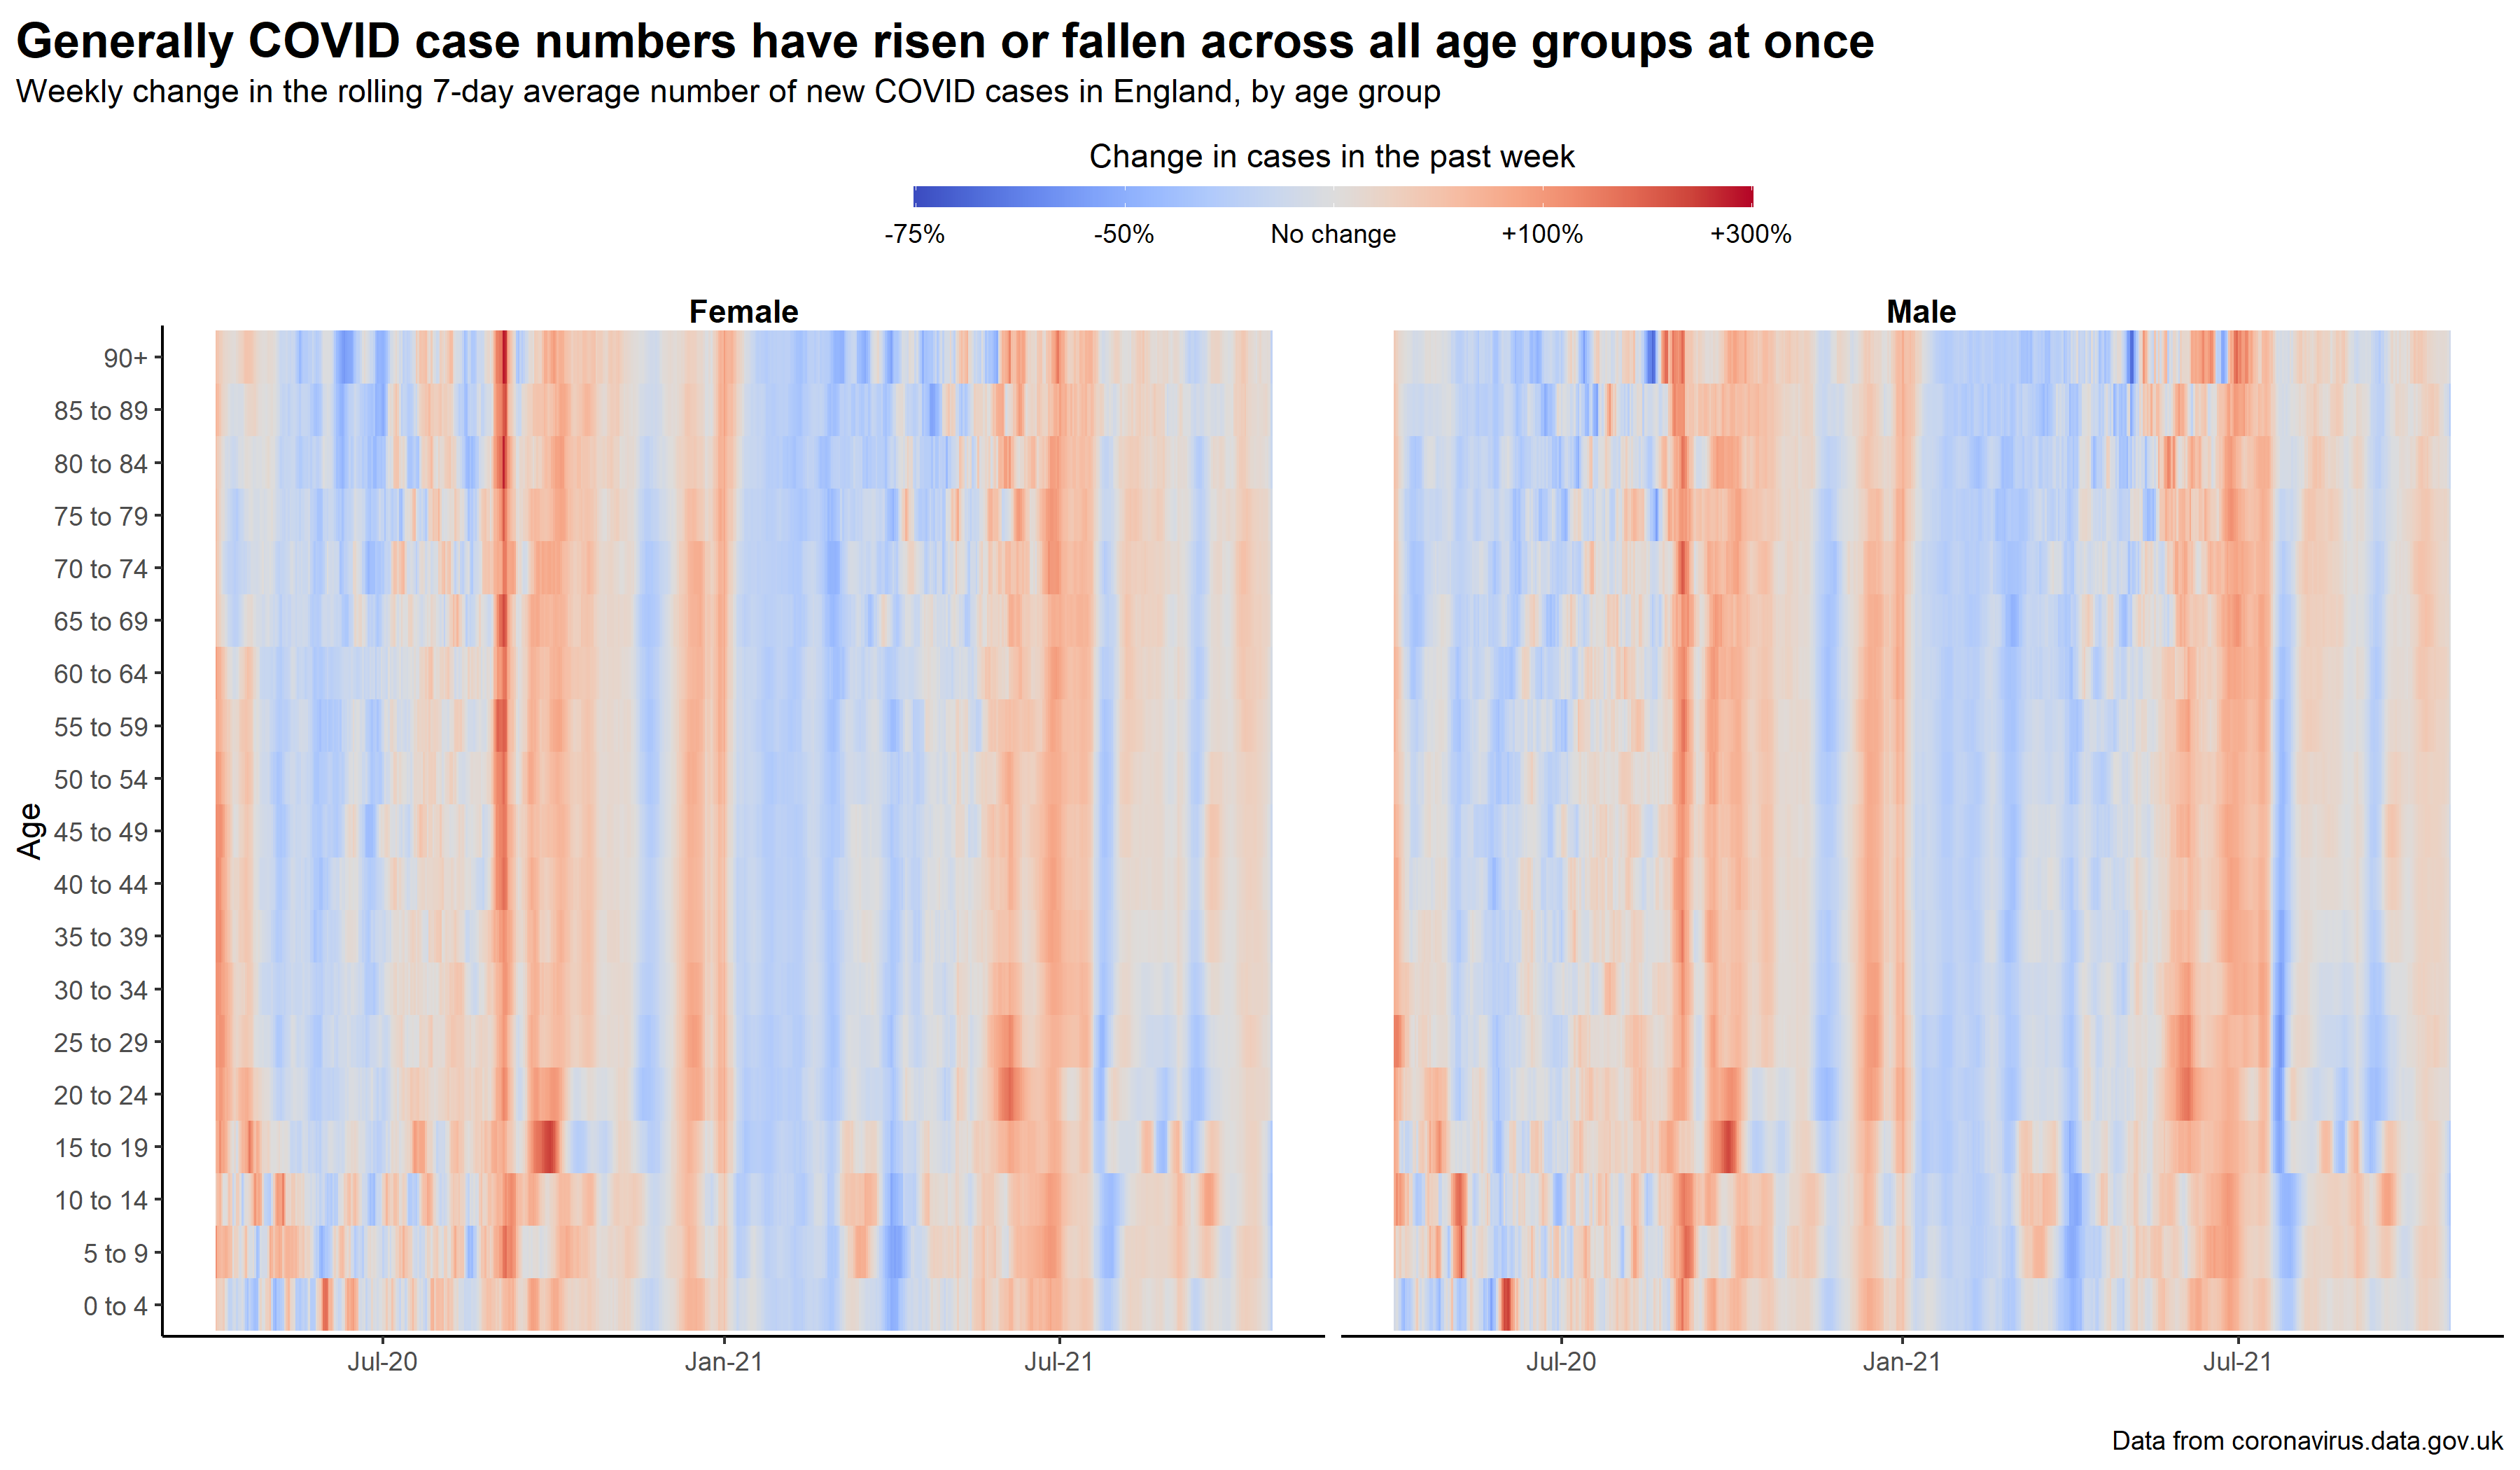 Generally COVID case numbers have risen or fallen across all age groups at once
Weekly change in the rolling 7-day average number of new COVID cases in England, by age group
Change in cases in the past week
-75% -50% No change +100% +300%
Female Male
Age
90+
85 to 89
80 to 84
75 to 79
70 to 74
65 to 69
60 to 64
55 to 59
50 to 54
45 to 49
40 to 44
35 to 39
30 to 34
25 to 29
20 to 24
15 to 19
10 to 14
5 to 9
0 to 4
Jul-20 Jan-21 Jul-21 Jul-20 Jan-21 Jul-21
Data from coronavirus.data.gov.uk